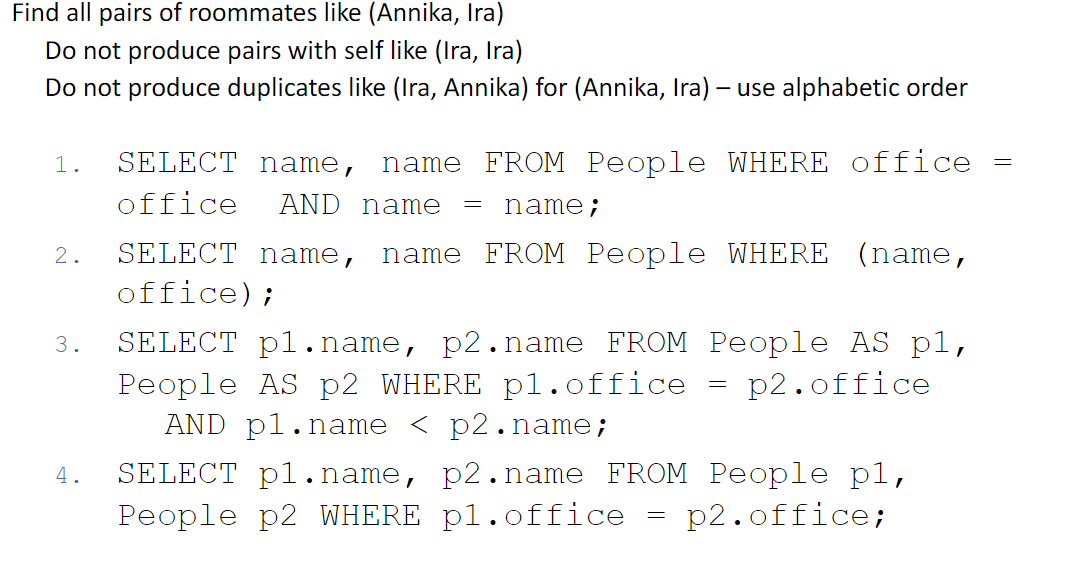 Find all pairs of roommates like (Annika, Ira)
Do not produce pairs with self like (Ira, Ira)
Do not produce duplicates like (Ira, Annika) for (Annika, Ira) – use alphabetic order
1. SELECT name, name FROM People WHERE office =
office AND name = name;
2. SELECT name, name FROM People WHERE (name,
office);
3. SELECT p1.name, p2.name FROM People AS p1,
People AS p2 WHERE p1.office = p2.office
AND p1.name < p2.name;
4. SELECT p1.name, p2.name FROM People p1,
People p2 WHERE p1.office = p2.office;